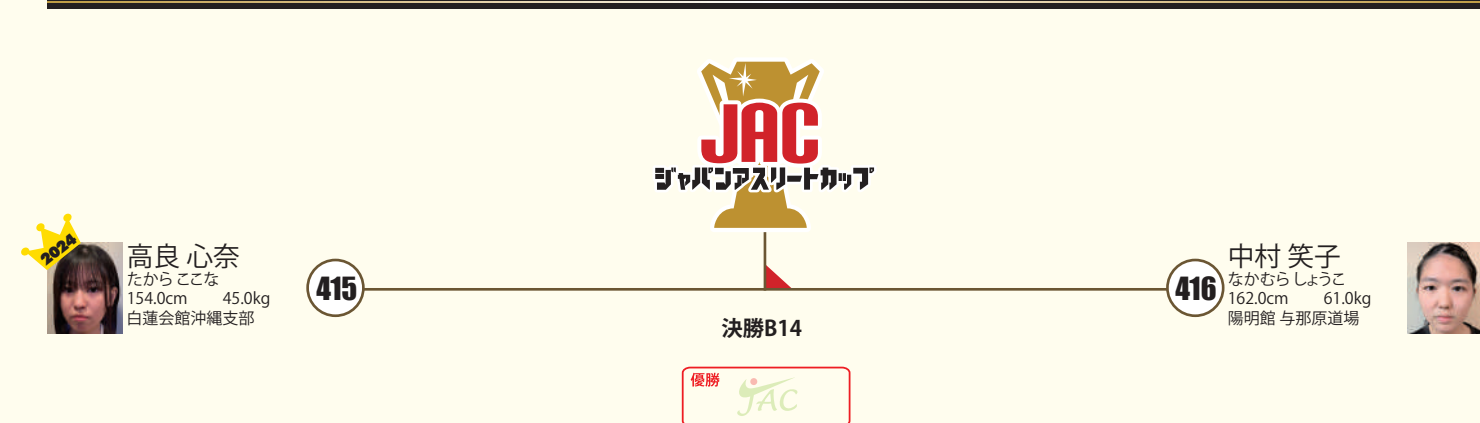 JAC
ジャパンアスリートカップ
2024
高良 心奈
たから ここな
154.0cm 45.0kg
白蓮会館沖縄支部
415
416
中村 笑子
なかむら しょうこ
162.0cm 61.0kg
陽明館 与那原道場
決勝B14
優勝
JAC